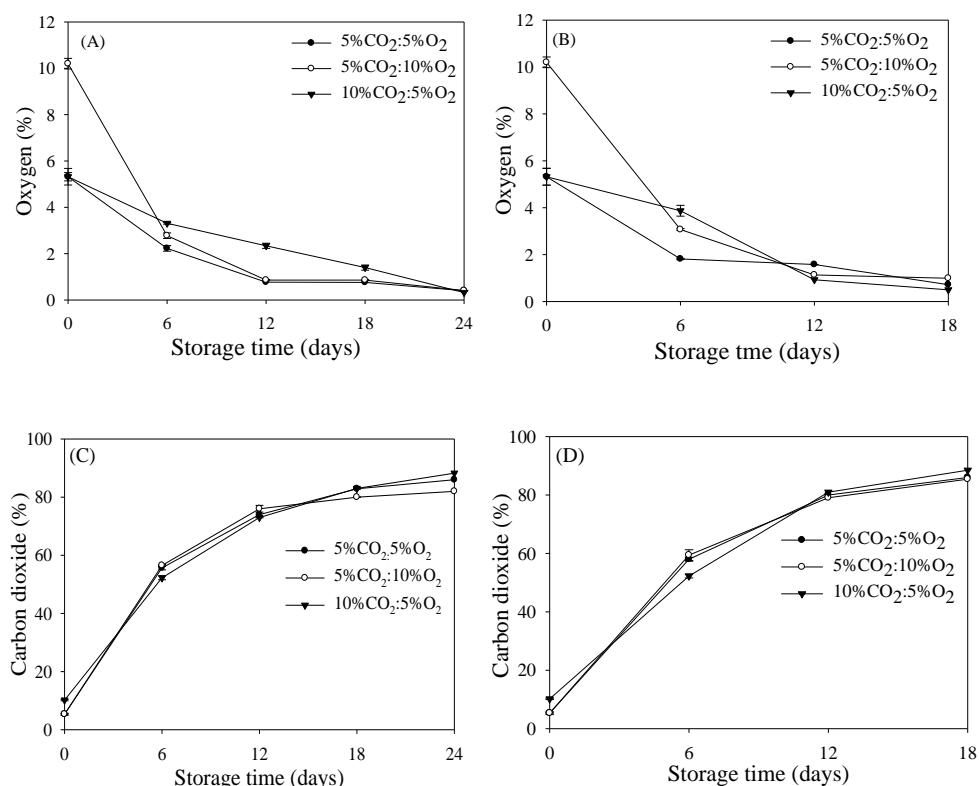 (A)
5%CO2:5%O2
5%CO2:10%O2
10%CO2:5%O2
Oxygen (%)
12
10
8
6
4
2
0
0 6 12 18 24
Storage time (days)
(B)
5%CO2:5%O2
5%CO2:10%O2
10%CO2:5%O2
Oxygen (%)
12
10
8
6
4
2
0
0 6 12 18
Storage tme (days)
(C)
5%CO2:5%O2
5%CO2:10%O2
10%CO2:5%O2
Carbon dioxide (%)
100
80
60
40
20
0
0 6 12 18 24
Storage time (days)
(D)
5%CO2:5%O2
5%CO2:10%O2
10%CO2:5%O2
Carbon dioxide (%)
100
80
60
40
20
0
0 6 12 18
Storage time (days)